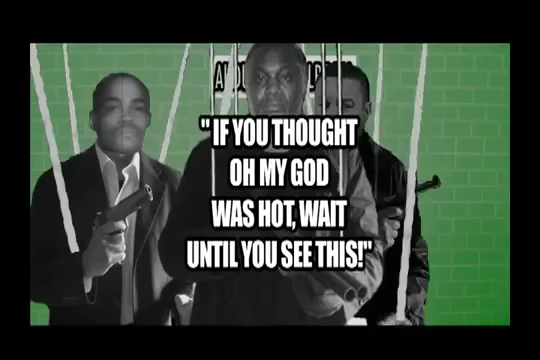 " IF YOU THOUGHT
OH MY GOD
WAS HOT, WAIT
UNTIL YOU SEE THIS!"